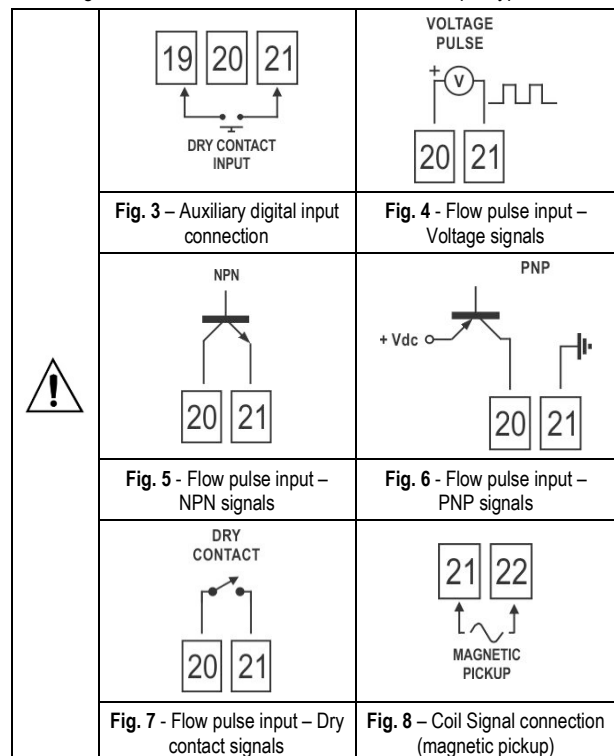 19 20 21
DRY CONTACT
INPUT
VOLTAGE
PULSE
+ V
20 21
Fig. 3 – Auxiliary digital input
connection
Fig. 4 - Flow pulse input –
Voltage signals
NPN
20 21
PNP
+ Vdc
20 21
Fig. 5 - Flow pulse input –
NPN signals
Fig. 6 - Flow pulse input –
PNP signals
DRY
CONTACT
20 21
21 22
MAGNETIC
PICKUP
Fig. 7 - Flow pulse input – Dry
contact signals
Fig. 8 – Coil Signal connection
(magnetic pickup)